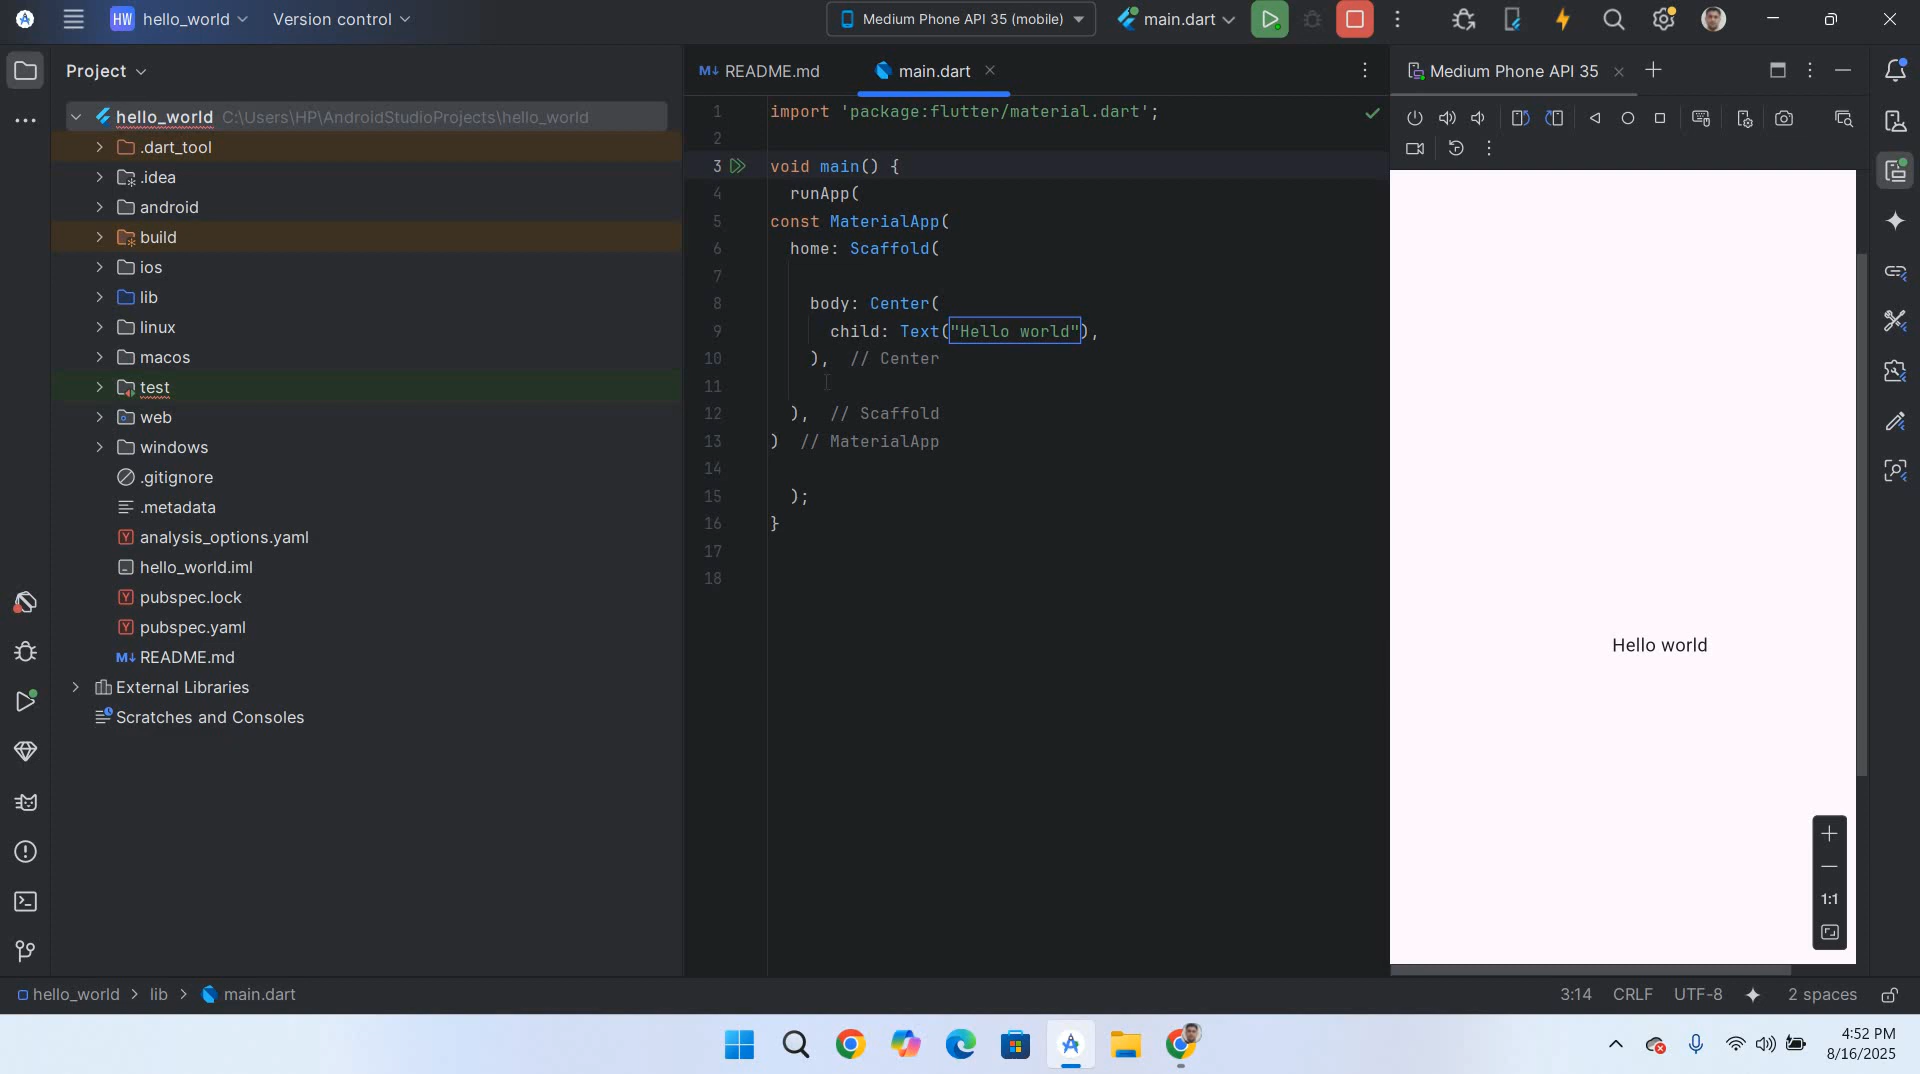 HW hello_world Version control
Medium Phone API 35 (mobile) main.dart
Project
hello_world C:\Users\HP\AndroidStudioProjects\hello_world
.dart_tool
.idea
android
build
ios
lib
linux
macos
test
web
windows
.gitignore
.metadata
analysis_options.yaml
hello_world.iml
pubspec.lock
pubspec.yaml
M↓ README.md
External Libraries
Scratches and Consoles
M↓ README.md main.dart
1 import 'package:flutter/material.dart';
2
3 void main() {
4 runApp(
5 const MaterialApp(
6 home: Scaffold(
7
8 body: Center(
9 child: Text("Hello world"),
10 ), // Center
11
12 ), // Scaffold
13 ) // MaterialApp
14
15 );
16 }
17
18
Medium Phone API 35
Hello world
1:1
hello_world > lib > main.dart
3:14 CRLF UTF-8 2 spaces
4:52 PM
8/16/2025